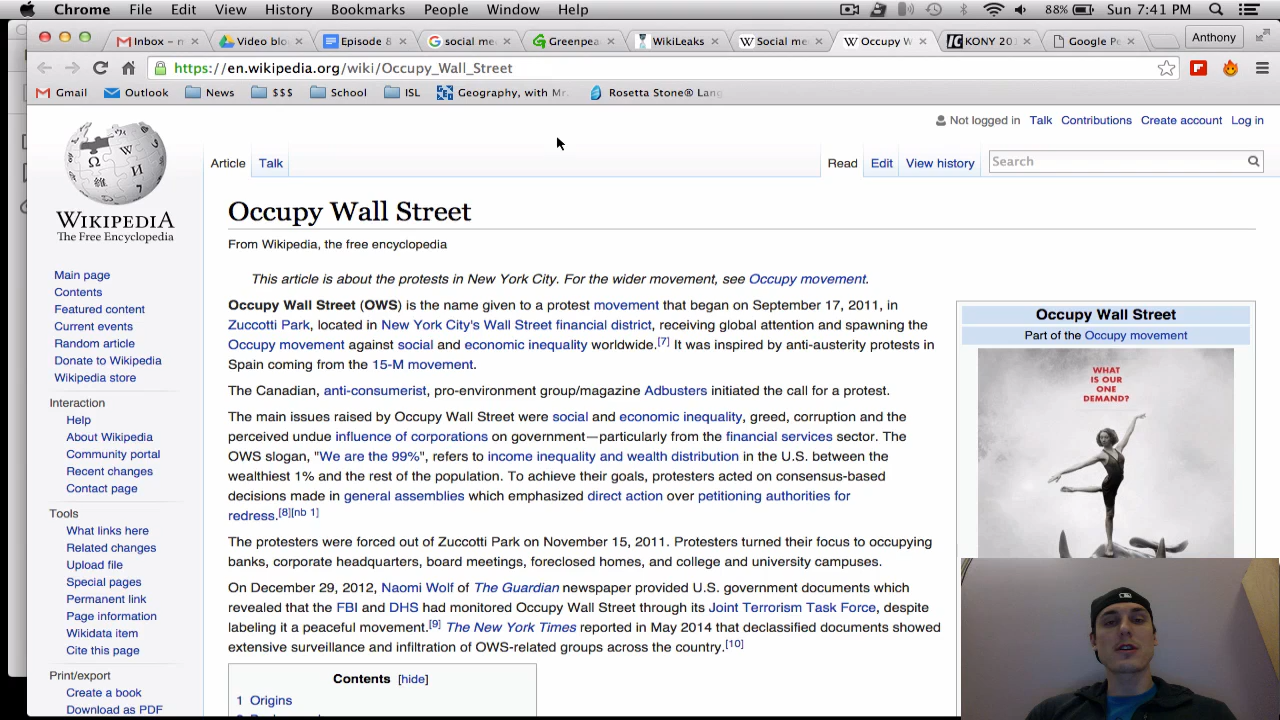 Chrome File Edit View History Bookmarks People Window Help 88% Sun 7:41 PM
Inbox – Video blo Episode 8 social me Greenpea WikiLeaks Social me Occupy W KONY 201 Google Pe Anthony
https://en.wikipedia.org/wiki/Occupy_Wall_Street
Gmail Outlook News $$$ School ISL Geography, with Mr. Rosetta Stone® Lang
Not logged in Talk Contributions Create account Log in
Article Talk Read Edit View history Search
WIKIPEDIA
The Free Encyclopedia
Main page
Contents
Featured content
Current events
Random article
Donate to Wikipedia
Wikipedia store
Interaction
Help
About Wikipedia
Community portal
Recent changes
Contact page
Tools
What links here
Related changes
Upload file
Special pages
Permanent link
Page information
Wikidata item
Cite this page
Print/export
Create a book
Download as PDF
Occupy Wall Street
From Wikipedia, the free encyclopedia
This article is about the protests in New York City. For the wider movement, see Occupy movement.
Occupy Wall Street (OWS) is the name given to a protest movement that began on September 17, 2011, in
Zuccotti Park, located in New York City's Wall Street financial district, receiving global attention and spawning the
Occupy movement against social and economic inequality worldwide.[7] It was inspired by anti-austerity protests in
Spain coming from the 15-M movement.
The Canadian, anti-consumerist, pro-environment group/magazine Adbusters initiated the call for a protest.
The main issues raised by Occupy Wall Street were social and economic inequality, greed, corruption and the
perceived undue influence of corporations on government—particularly from the financial services sector. The
OWS slogan, "We are the 99%", refers to income inequality and wealth distribution in the U.S. between the
wealthiest 1% and the rest of the population. To achieve their goals, protesters acted on consensus-based
decisions made in general assemblies which emphasized direct action over petitioning authorities for
redress.[8][nb 1]
The protesters were forced out of Zuccotti Park on November 15, 2011. Protesters turned their focus to occupying
banks, corporate headquarters, board meetings, foreclosed homes, and college and university campuses.
On December 29, 2012, Naomi Wolf of The Guardian newspaper provided U.S. government documents which
revealed that the FBI and DHS had monitored Occupy Wall Street through its Joint Terrorism Task Force, despite
labeling it a peaceful movement.[9] The New York Times reported in May 2014 that declassified documents showed
extensive surveillance and infiltration of OWS-related groups across the country.[10]
Contents [hide]
1 Origins
Occupy Wall Street
Part of the Occupy movement
WHAT
IS OUR
ONE
DEMAND?